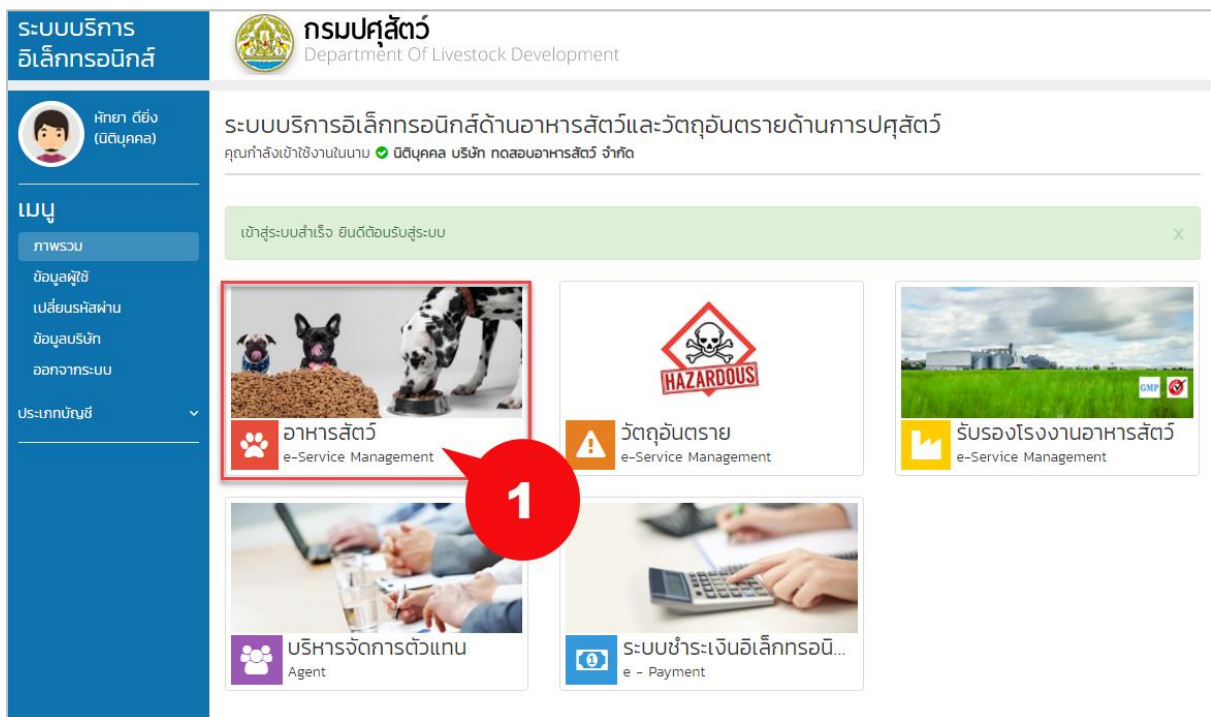 ระบบบริการ
อิเล็กทรอนิกส์
กรมปศุสัตว์
Department Of Livestock Development
หักยา ดียิ่ง
(นิติบุคคล)
ระบบบริการอิเล็กทรอนิกส์ด้านอาหารสัตว์และวัตถุอันตรายด้านการปศุสัตว์
คุณกำลังเข้าใช้งานในนาม นิติบุคคล บริษัท ทดสอบอาหารสัตว์ จำกัด
เมนู
ภาพรวม
ข้อมูลผู้ใช้
เปลี่ยนรหัสผ่าน
ข้อมูลบริษัท
ออกจากระบบ
ประเภทบัญชี
เข้าสู่ระบบสำเร็จ ยินดีต้อนรับสู่ระบบ
X
อาหารสัตว์
e-Service Management
1
HAZARDOUS
วัตถุอันตราย
e-Service Management
GMP
รับรองโรงงานอาหารสัตว์
e-Service Management
บริหารจัดการตัวแทน
Agent
ระบบชำระเงินอิเล็กทรอนิ...
e - Payment